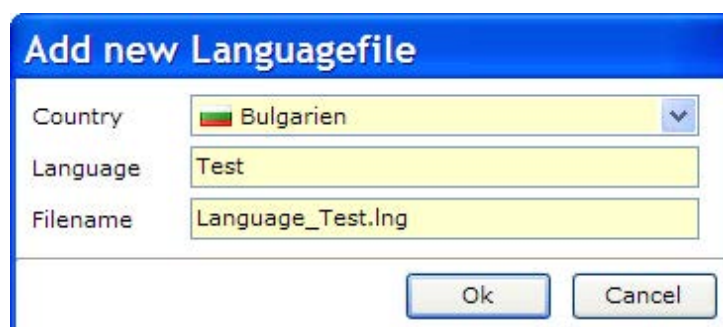 Add new Languagefile
Country Bulgarien
Language Test
Filename Language_Test.lng
Ok Cancel